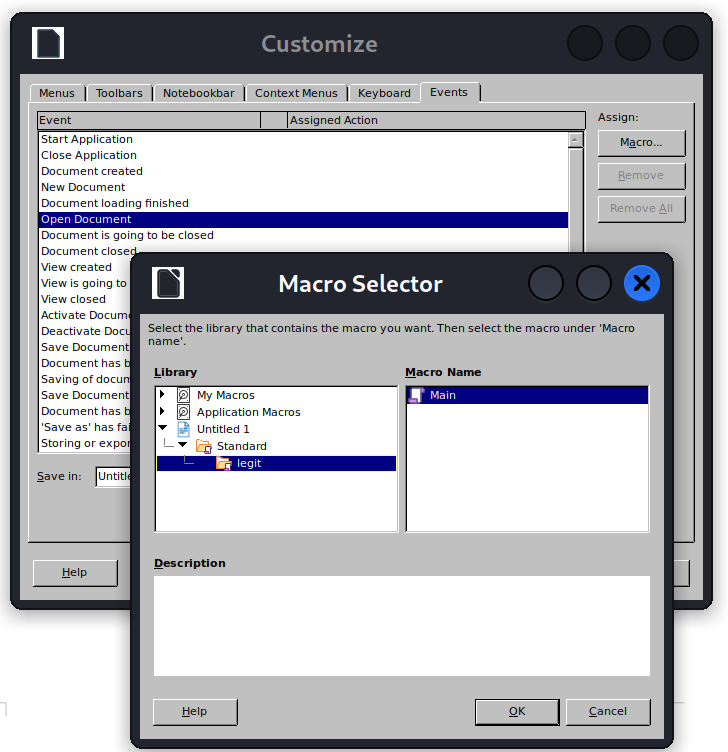 Customize
Menus Toolbars Notebookbar Context Menus Keyboard Events
Event Assigned Action
Assign:
Start Application
Macro...
Close Application
Document created
Remove
New Document
Document loading finished
Remove All
Open Document
Document is going to be closed
Document closed
View created
View is going to
View closed
Activate Docume
Deactivate Docu
Save Document
Document has b
Saving of docum
Save Document
Document has b
'Save as' has fai
Storing or expor
Save in: Untitle
Help
Macro Selector
Select the library that contains the macro you want. Then select the macro under 'Macro
name'.
Library Macro Name
My Macros Main
Application Macros
Untitled 1
Standard
legit
Description
Help OK Cancel